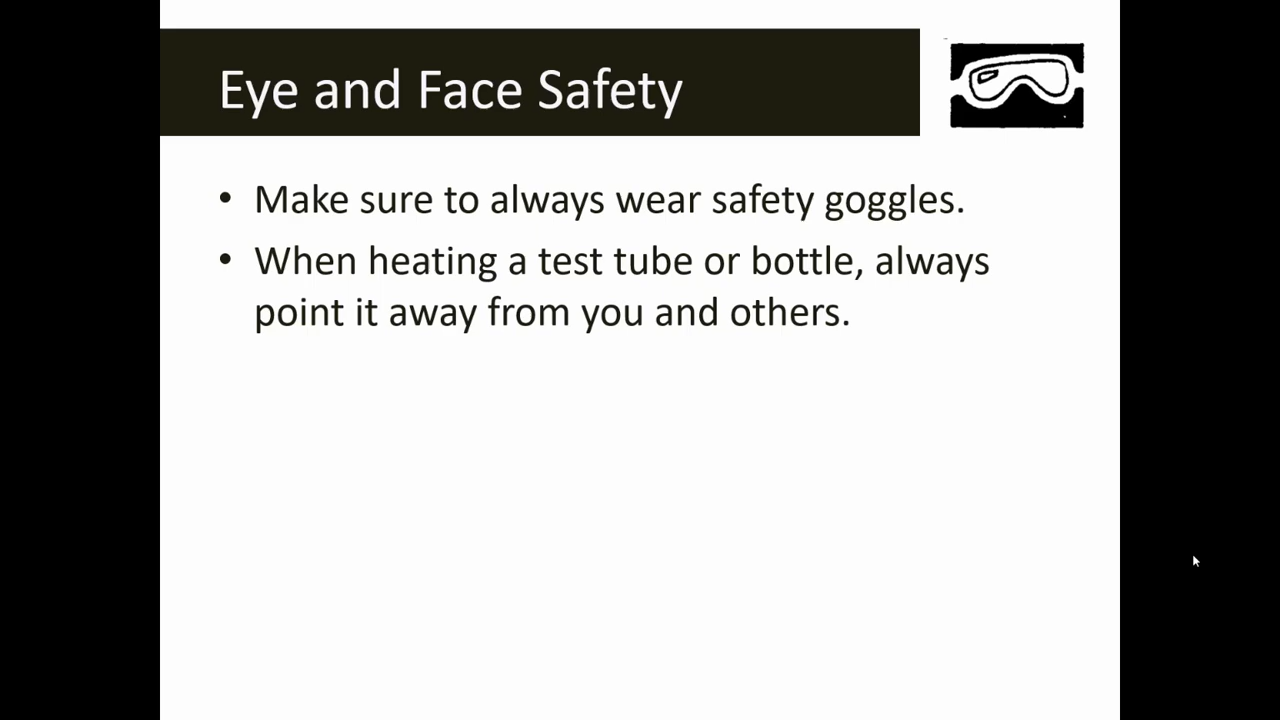 Eye and Face Safety
• Make sure to always wear safety goggles.
• When heating a test tube or bottle, always
point it away from you and others.